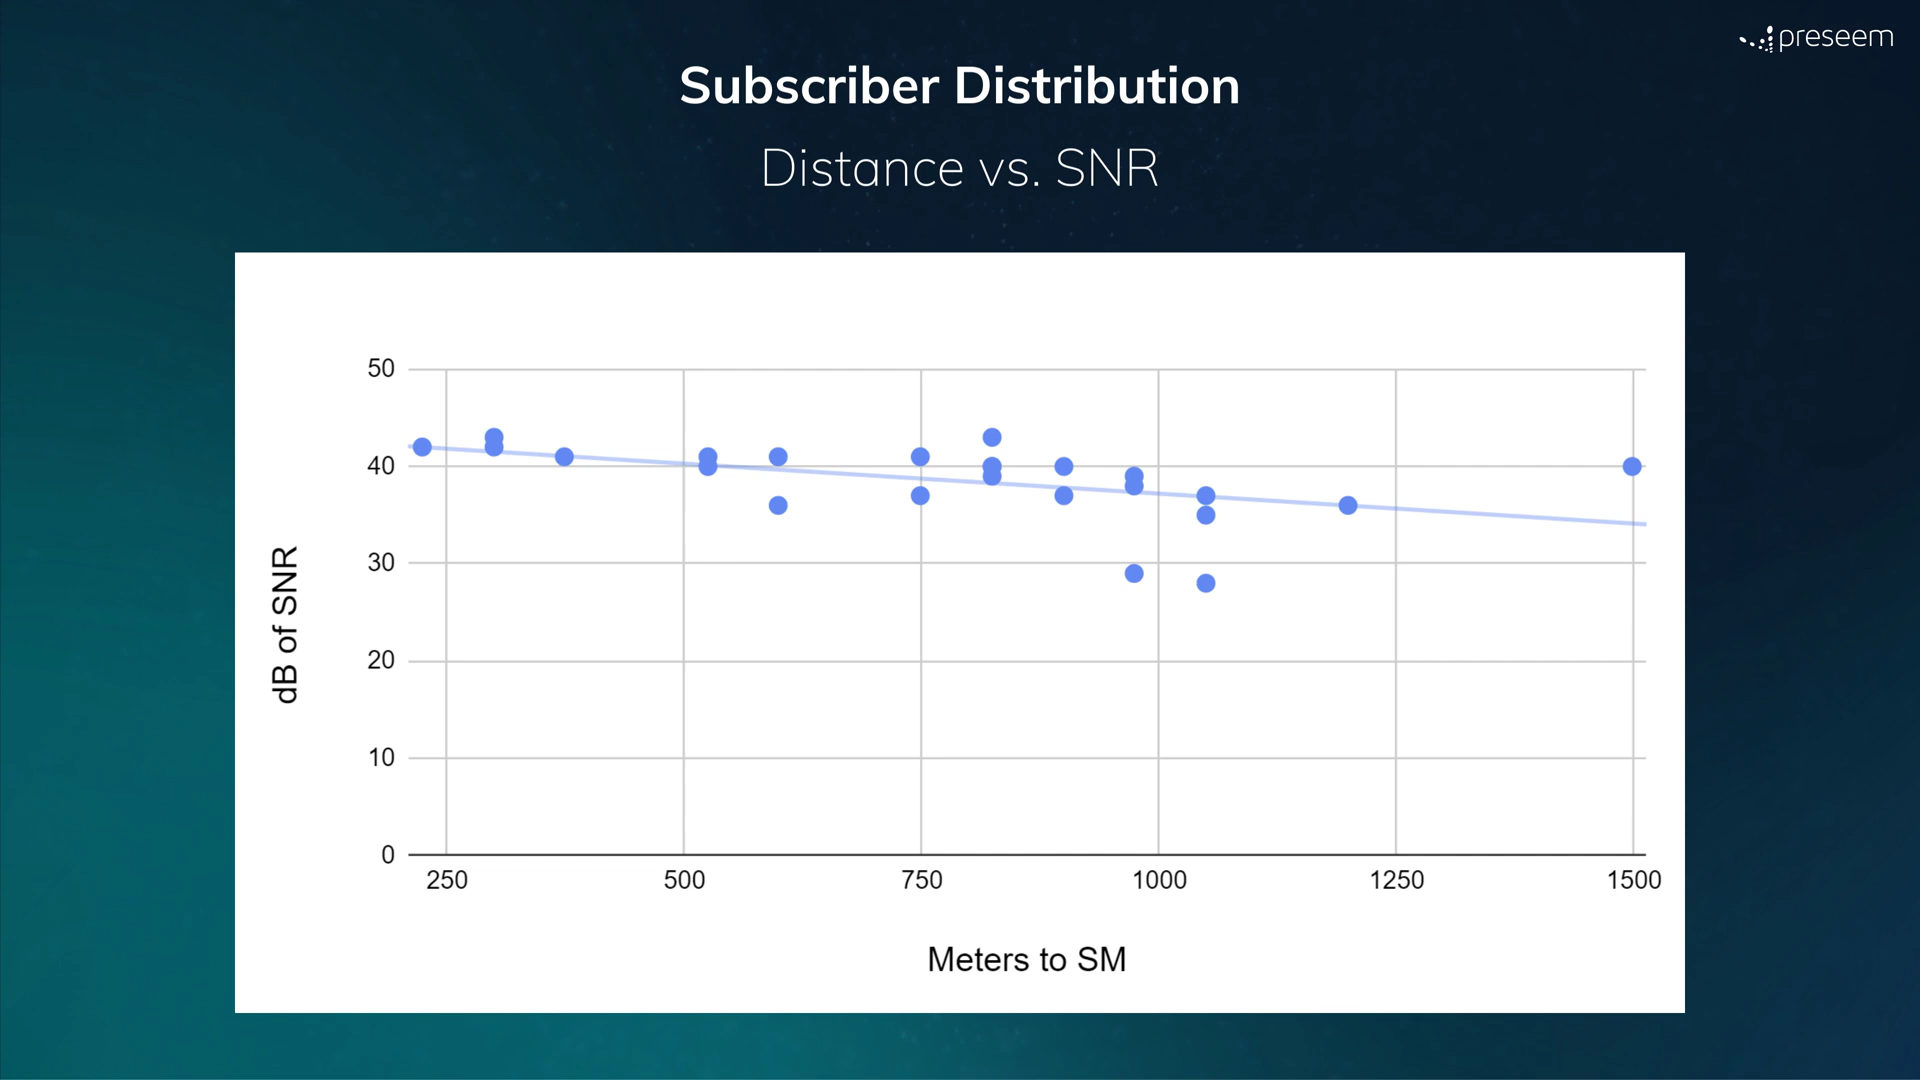 preseem
Subscriber Distribution
Distance vs. SNR
50
40
30
20
10
0
dB of SNR
250 500 750 1000 1250 1500
Meters to SM